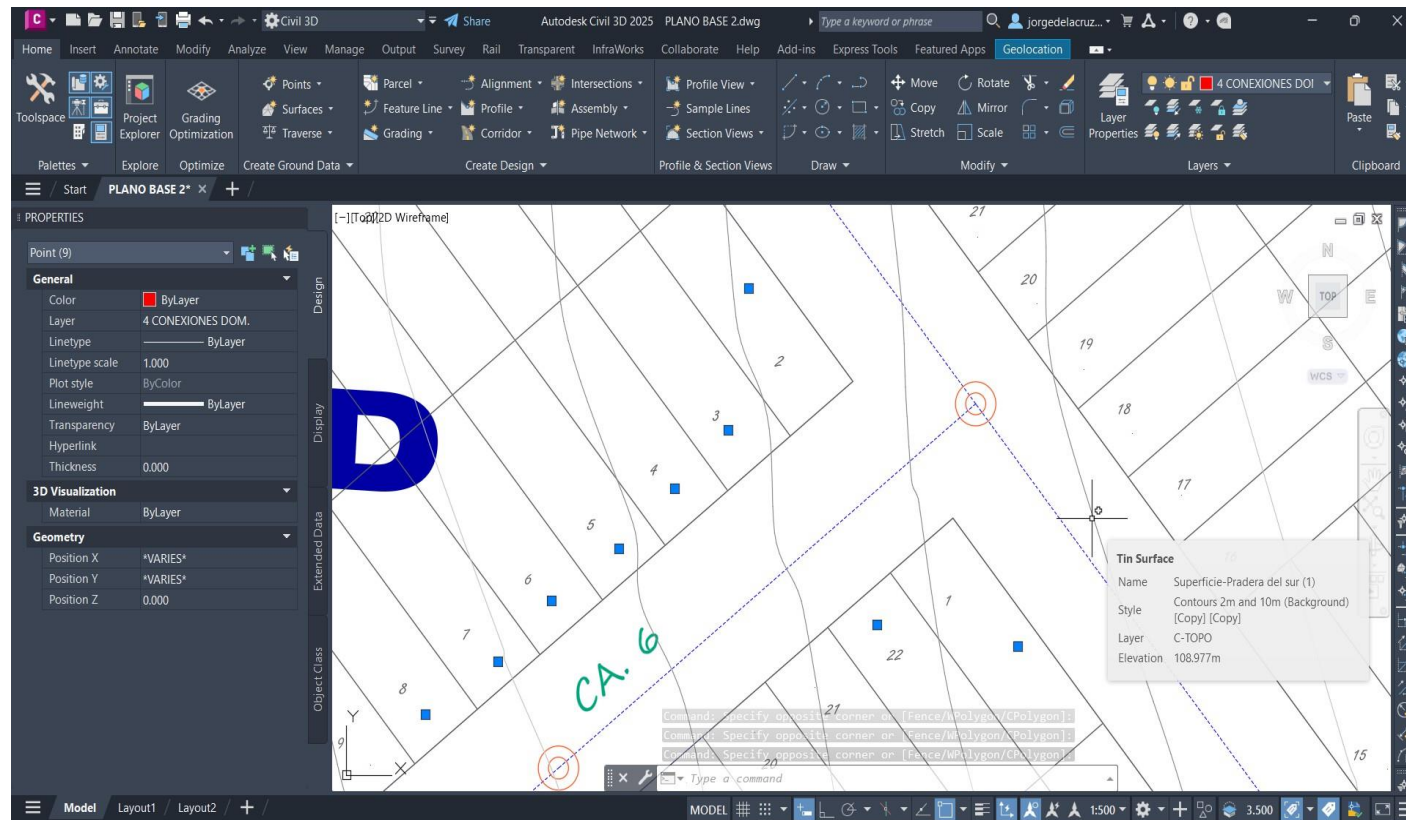 C Civil 3D Share Autodesk Civil 3D 2025 PLANO BASE 2.dwg Type a keyword or phrase jorgedelacruz...
Home Insert Annotate Modify Analyze View Manage Output Survey Rail Transparent InfraWorks Collaborate Help Add-ins Express Tools Featured Apps Geolocation
Points Parcel Alignment Intersections Profile View Move Rotate 4 CONEXIONES DOI
Toolspace Project Explorer Grading Optimization Surfaces Feature Line Profile Assembly Sample Lines Copy Mirror Layer Properties Paste
Traverse Grading Corridor Pipe Network Section Views Stretch Scale
Palettes Explore Optimize Create Ground Data Create Design Profile & Section Views Draw Modify Layers Clipboard
Start PLANO BASE 2*
PROPERTIES
Point (9)
General
Color ByLayer
Layer 4 CONEXIONES DOM.
Linetype ByLayer
Linetype scale 1.000
Plot style ByColor
Lineweight ByLayer
Transparency ByLayer
Hyperlink
Thickness 0.000
3D Visualization
Material ByLayer
Geometry
Position X *VARIES*
Position Y *VARIES*
Position Z 0.000
Design
Display
Extended Data
Object Class
[−][Top][2D Wireframe]
21
20
19
18
17
2
3
4
5
6
7
8
9
1
22
21
20
15
D
CA. 6
N
W TOP E
S
WCS
Tin Surface
Name Superficie-Pradera del sur (1)
Style Contours 2m and 10m (Background) [Copy] [Copy]
Layer C-TOPO
Elevation 108.977m
Y
X
Command: Specify opposite corner or [Fence/WPolygon/CPolygon]:
Command: Specify opposite corner or [Fence/WPolygon/CPolygon]:
Command: Specify opposite corner or [Fence/WPolygon/CPolygon]:
Type a command
Model Layout1 Layout2 MODEL 1:500 3.500